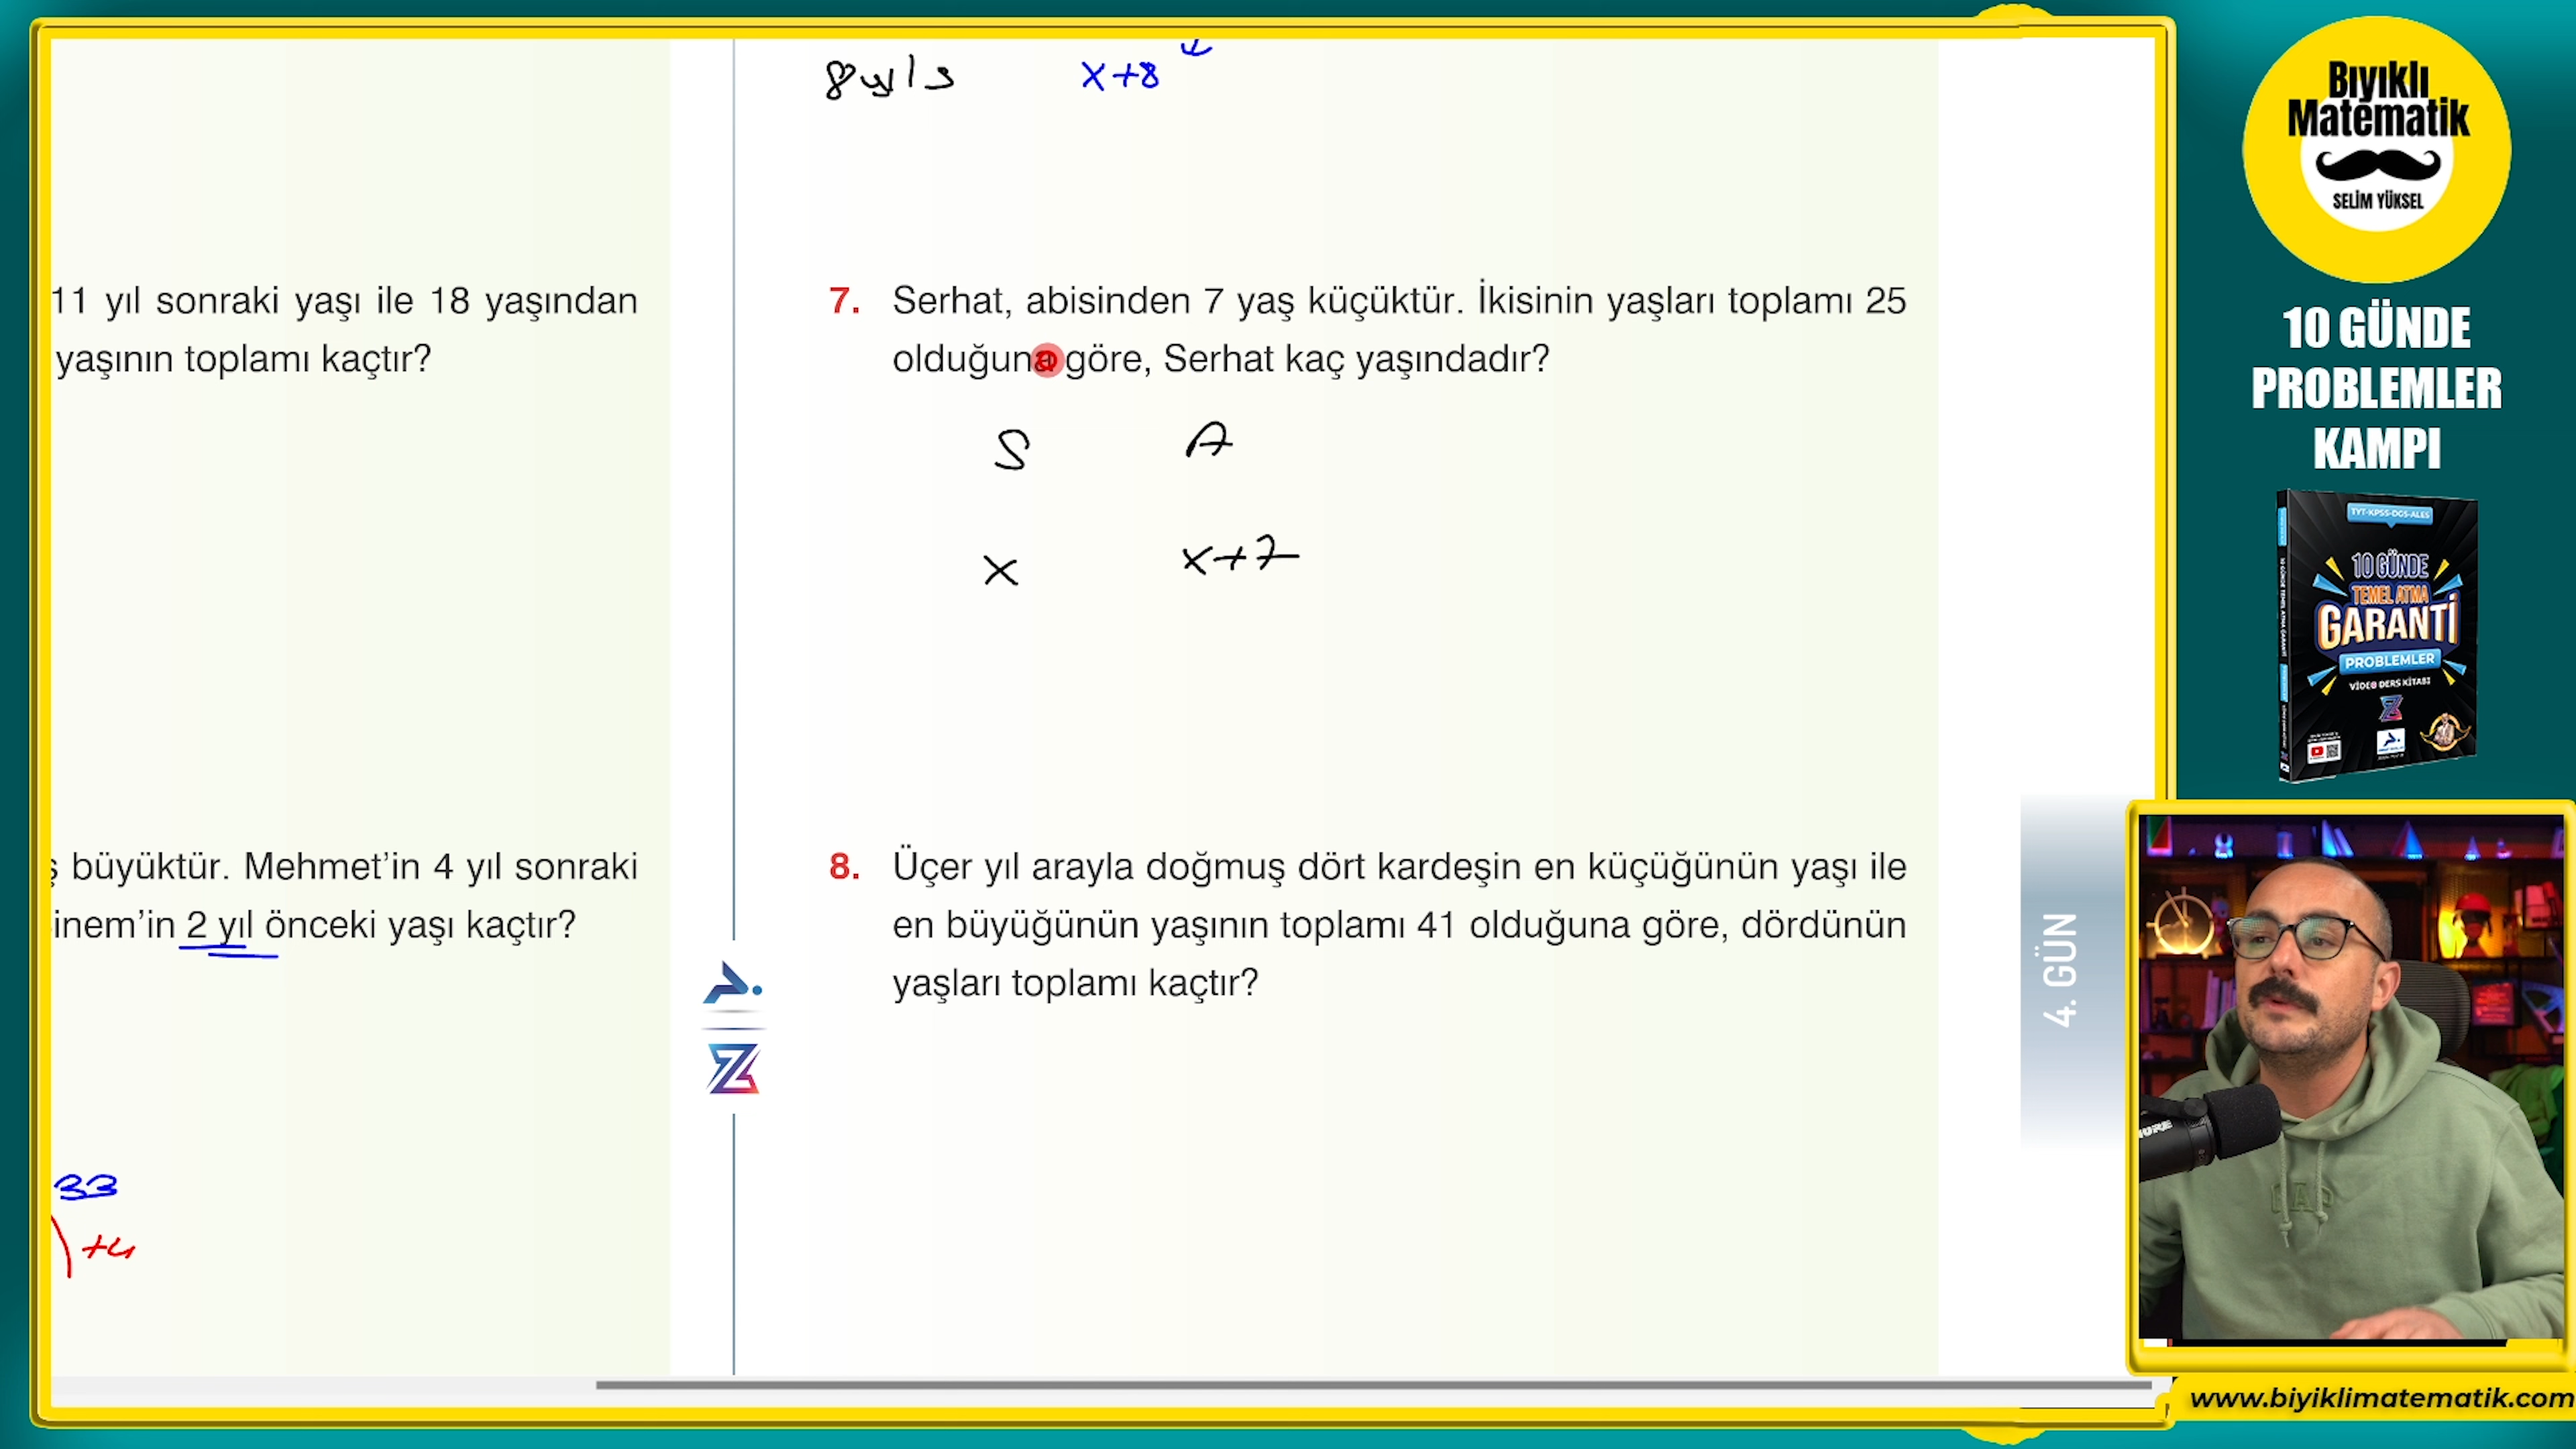 8 yıl s x+8
11 yıl sonraki yaşı ile 18 yaşından
yaşının toplamı kaçtır?
ş büyüktür. Mehmet'in 4 yıl sonraki
inem'in 2 yıl önceki yaşı kaçtır?
33
+4
7. Serhat, abisinden 7 yaş küçüktür. İkisinin yaşları toplamı 25
olduğuna göre, Serhat kaç yaşındadır?
S A
x x+7
8. Üçer yıl arayla doğmuş dört kardeşin en küçüğünün yaşı ile
en büyüğünün yaşının toplamı 41 olduğuna göre, dördünün
yaşları toplamı kaçtır?
4. GÜN
Bıyıklı
Matematik
SELİM YÜKSEL
10 GÜNDE
PROBLEMLER
KAMPI
TYT-KPSS-DGS-ALES
10 GÜNDE
TEMEL ATMA
GARANTİ
PROBLEMLER
VİDEO DERS KİTABI
GAP
www.biyiklimatematik.com